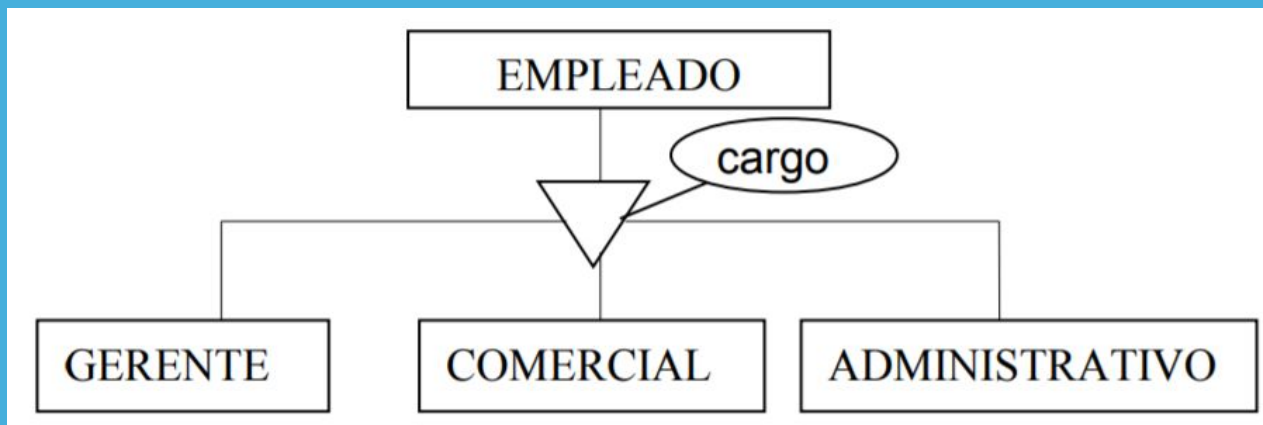 EMPLEADO
cargo
GERENTE
COMERCIAL
ADMINISTRATIVO